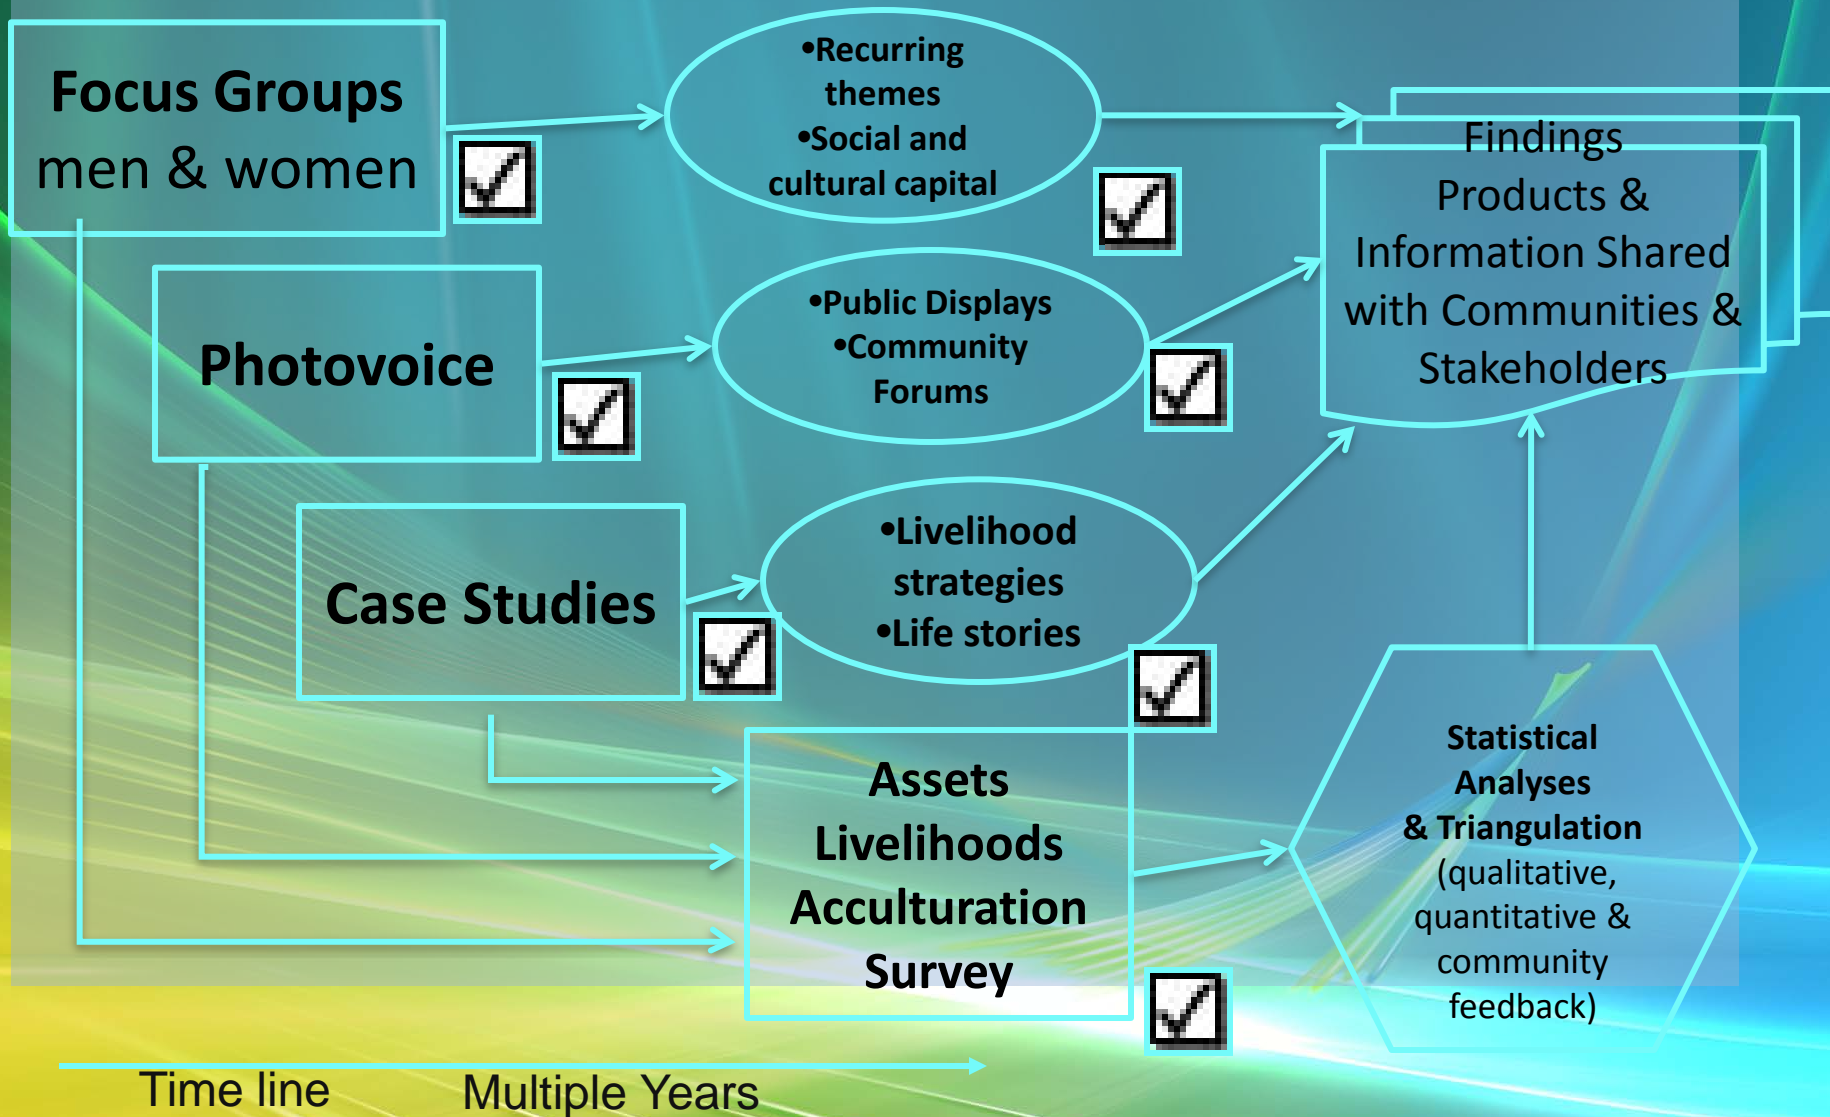 Focus Groups
men & women
•Recurring
themes
•Social and
cultural capital
Findings
Products &
Information Shared
with Communities &
Stakeholders
Photovoice
•Public Displays
•Community
Forums
Case Studies
•Livelihood
strategies
•Life stories
Assets
Livelihoods
Acculturation
Survey
Statistical
Analyses
& Triangulation
(qualitative,
quantitative &
community
feedback)
Time line
Multiple Years